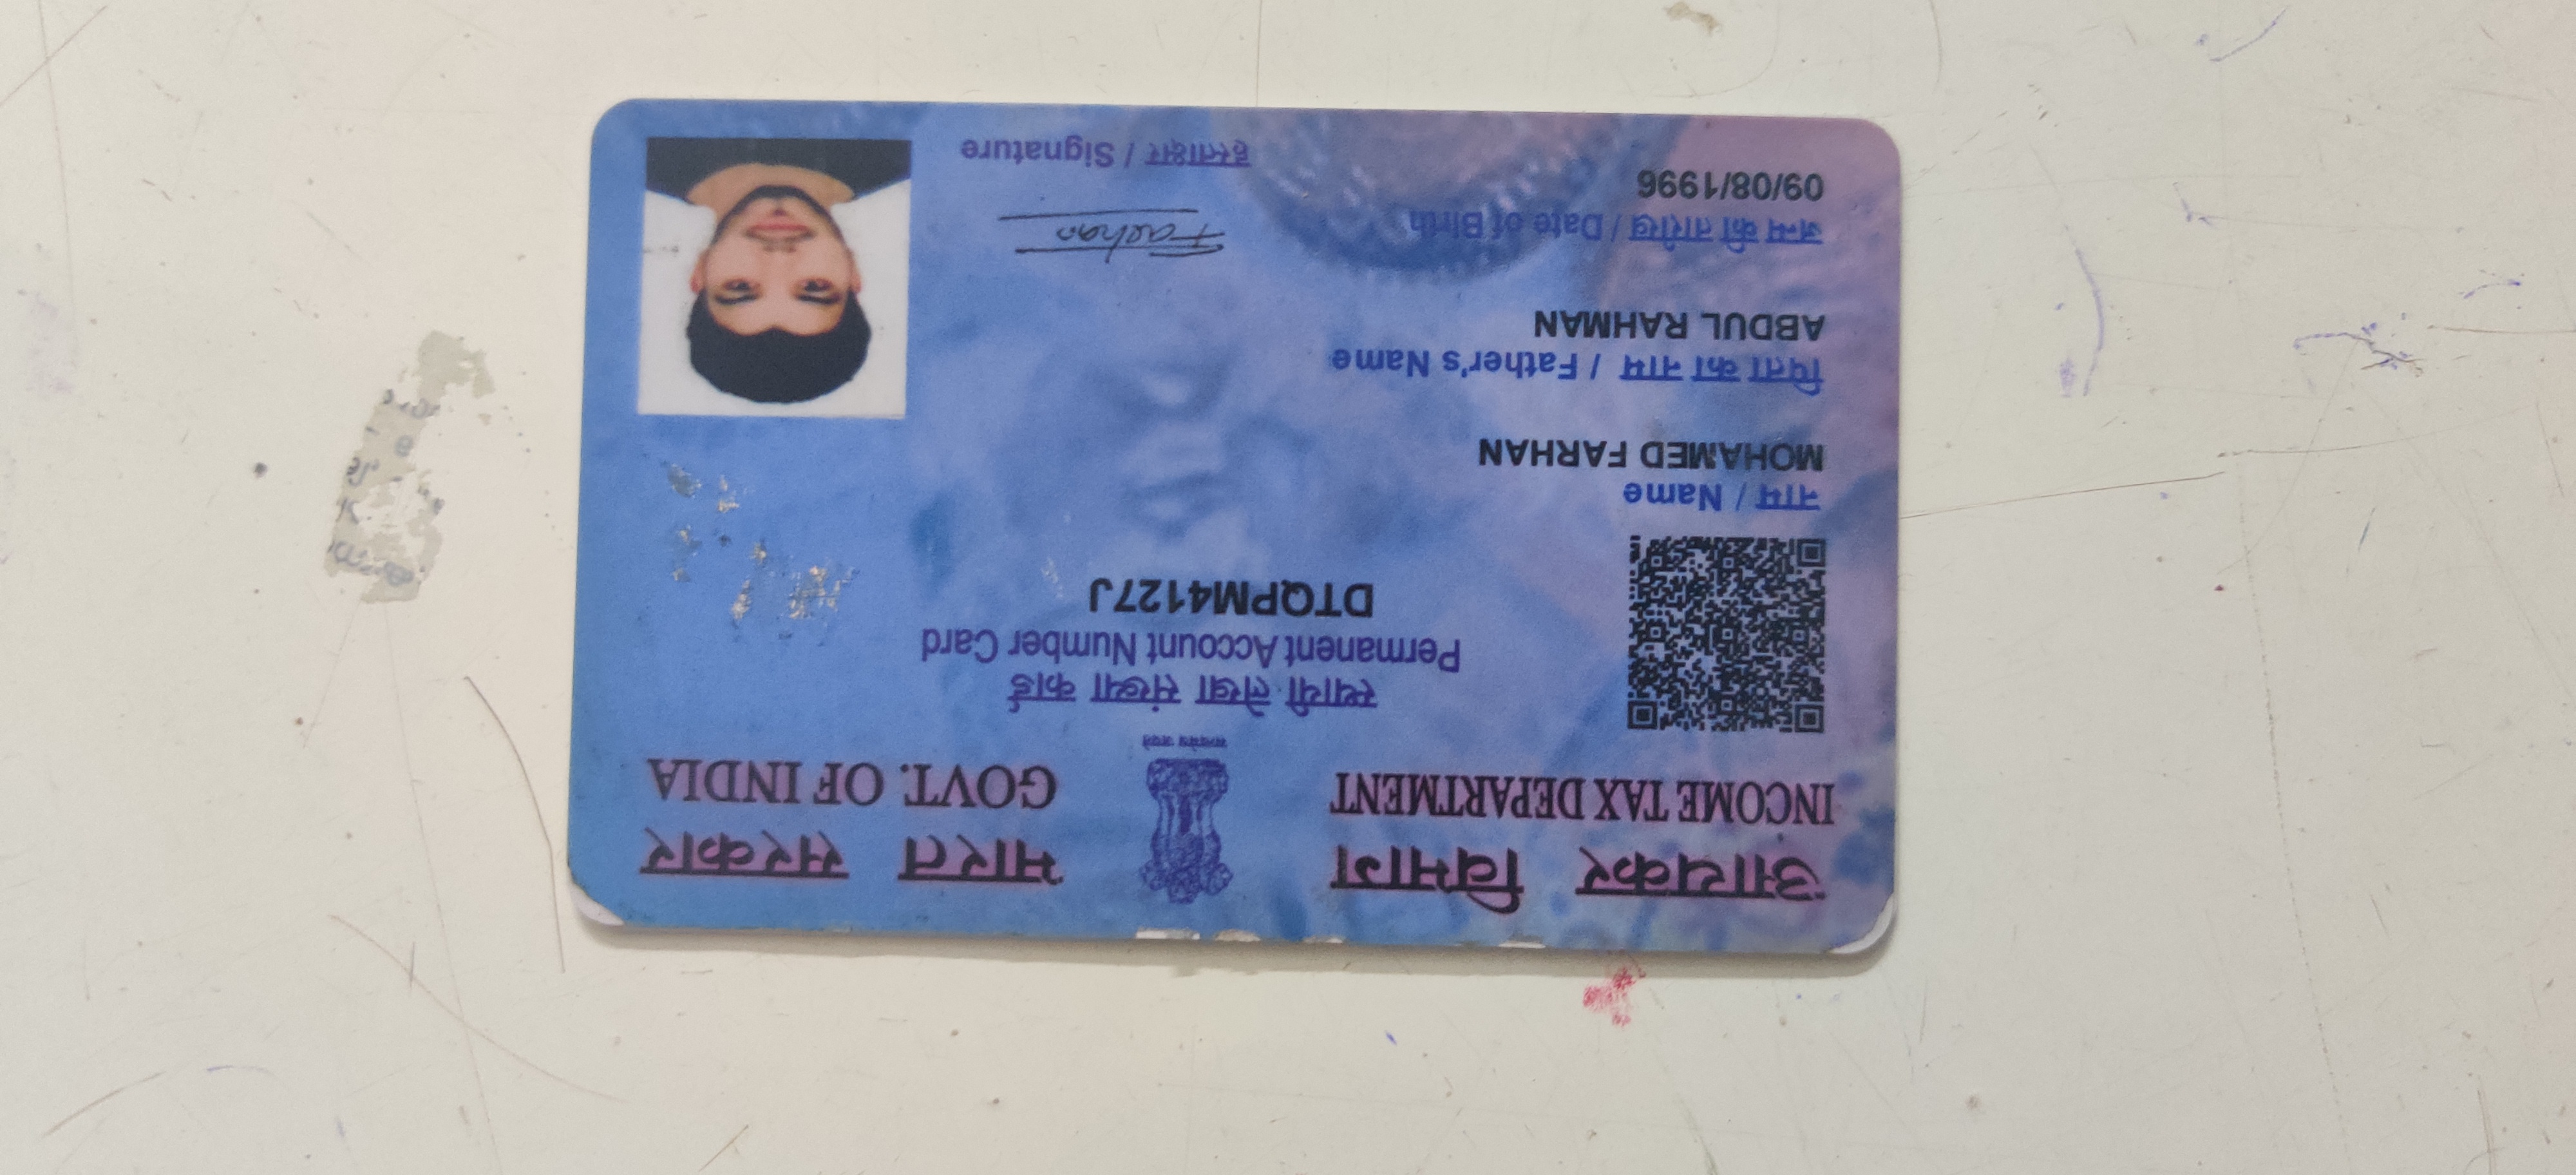 आयकर विभाग
INCOME TAX DEPARTMENT
सत्यमेव जयते
भारत सरकार
GOVT. OF INDIA
स्थायी लेखा संख्या कार्ड
Permanent Account Number Card
DTQPM4127J
नाम / Name
MOHAMED FARHAN
पिता का नाम / Father's Name
ABDUL RAHMAN
जन्म की तारीख / Date of Birth
09/08/1996
Farhan
हस्ताक्षर / Signature